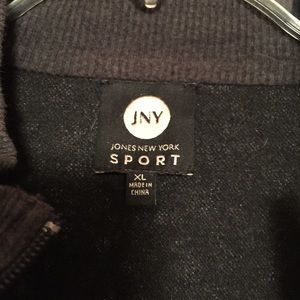 JNY
JONES NEW YORK
SPORT
XL
MADE IN
CHINA